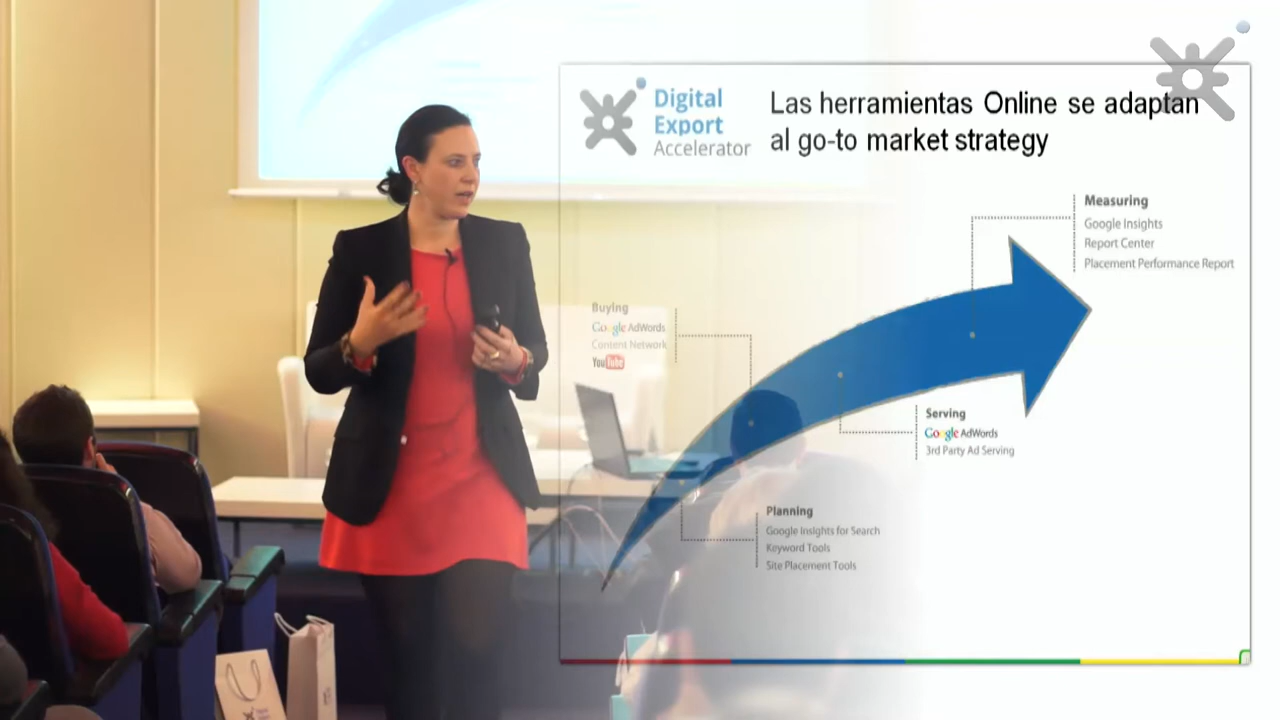 Digital
Export
Accelerator
Las herramientas Online se adaptan
al go-to market strategy
Measuring
Google Insights
Report Center
Placement Performance Report
Buying
Google AdWords
Content Network
YouTube
Serving
Google AdWords
3rd Party Ad Serving
Planning
Google Insights for Search
Keyword Tools
Site Placement Tools